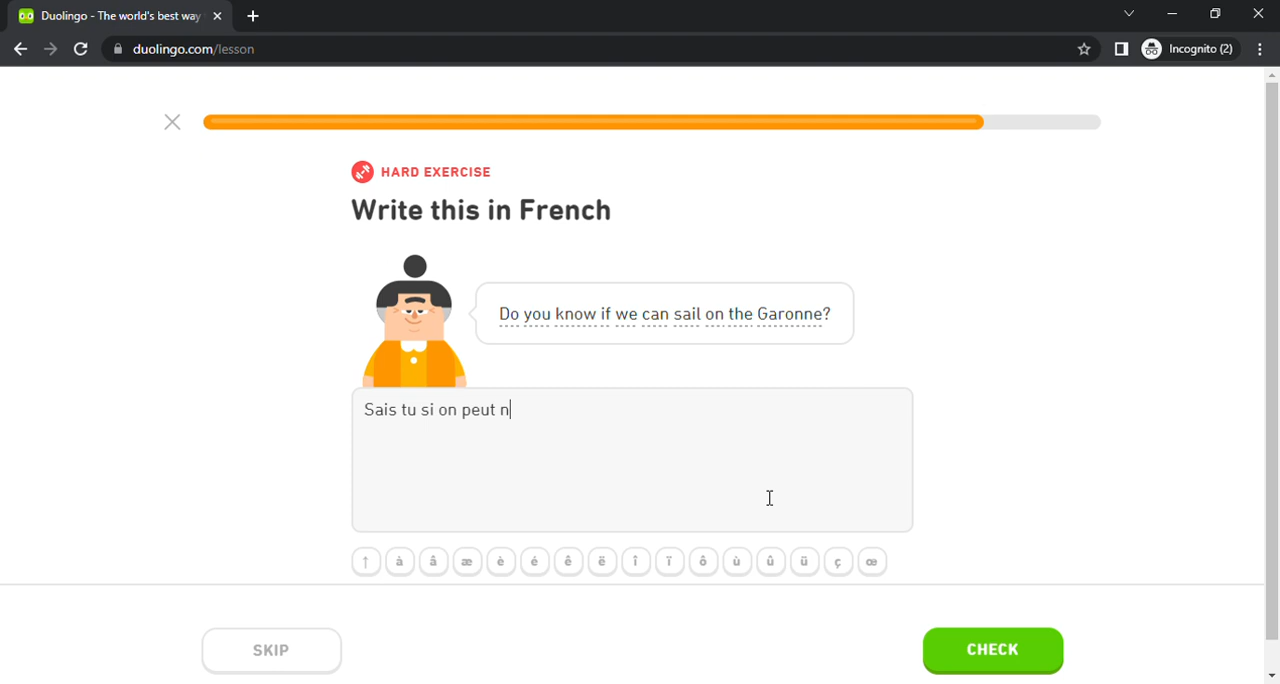 Duolingo - The world's best way
duolingo.com/lesson
Incognito (2)
HARD EXERCISE
Write this in French
Do you know if we can sail on the Garonne?
Sais tu si on peut n
↑ à â æ è é ê ë î ï ô ù û ü ç œ
SKIP
CHECK